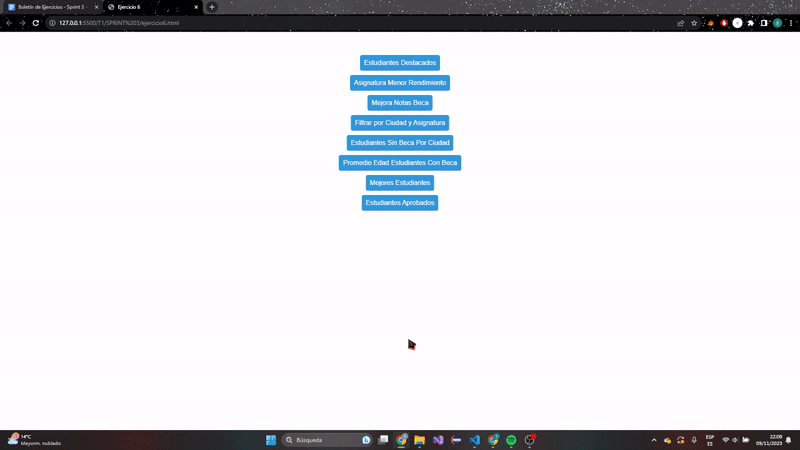 Boletín de Ejercicios - Sprint 3 -
Ejercicio 6
127.0.0.1:5500/T1/SPRINT%203/ejercicio6.html
Estudiantes Destacados
Asignatura Menor Rendimiento
Mejora Notas Beca
Filtrar por Ciudad y Asignatura
Estudiantes Sin Beca Por Ciudad
Promedio Edad Estudiantes Con Beca
Mejores Estudiantes
Estudiantes Aprobados
14°C
Mayorm. nublado
Búsqueda
ESP
ES
22:09
09/11/2023